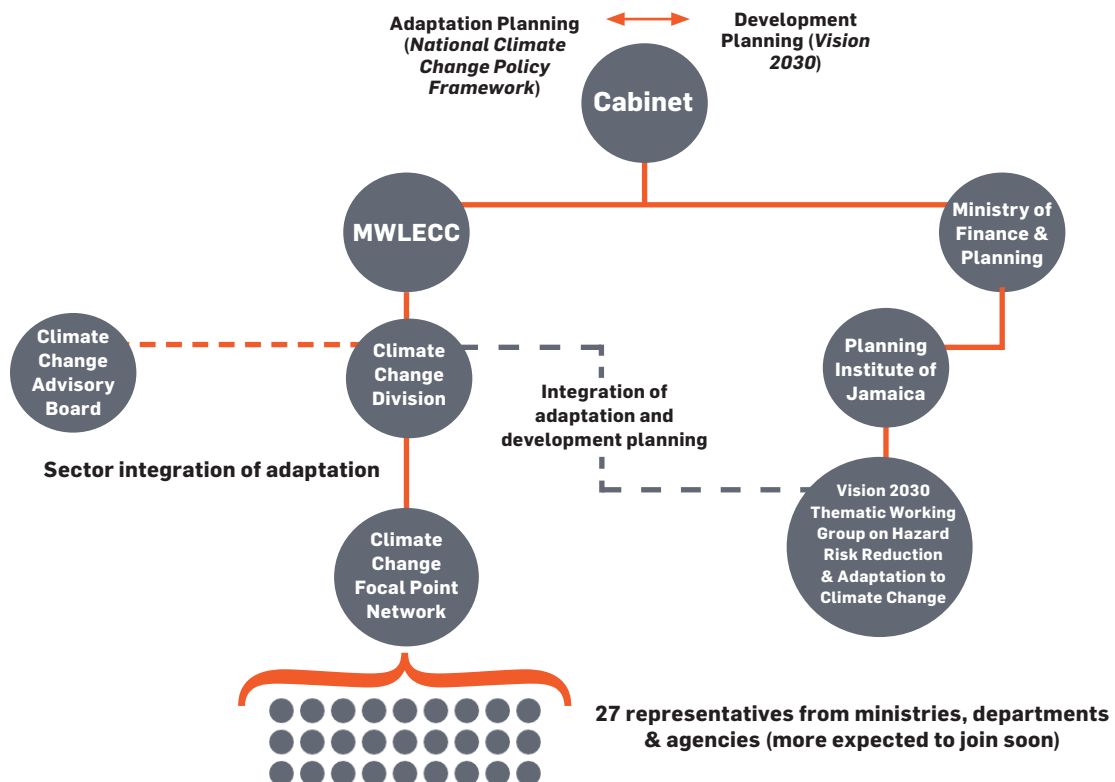 Adaptation Planning
(National Climate
Change Policy
Framework)
Development
Planning (Vision
2030)
Cabinet
MWLECC
Ministry of
Finance &
Planning
Climate
Change
Advisory
Board
Climate
Change
Division
Planning
Institute of
Jamaica
Integration of
adaptation and
development planning
Sector integration of adaptation
Vision 2030
Thematic Working
Group on Hazard
Risk Reduction
& Adaptation to
Climate Change
Climate
Change
Focal Point
Network
27 representatives from ministries, departments
& agencies (more expected to join soon)